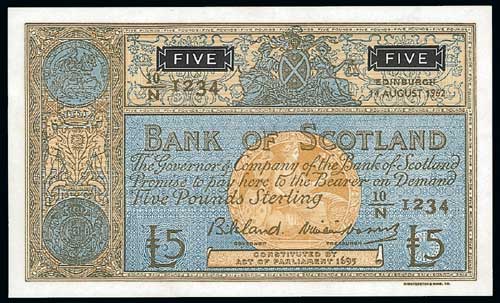 FIVE FIVE
10/N 1234 EDINBURGH
14 AUGUST 1962
BANK OF SCOTLAND
The Governor & Company of the Bank of Scotland
Promise to pay here to the Bearer on Demand
Five Pounds Sterling 10/N 1234
GOVERNOR TREASURER
£5 £5
CONSTITUTED BY
ACT OF PARLIAMENT 1695